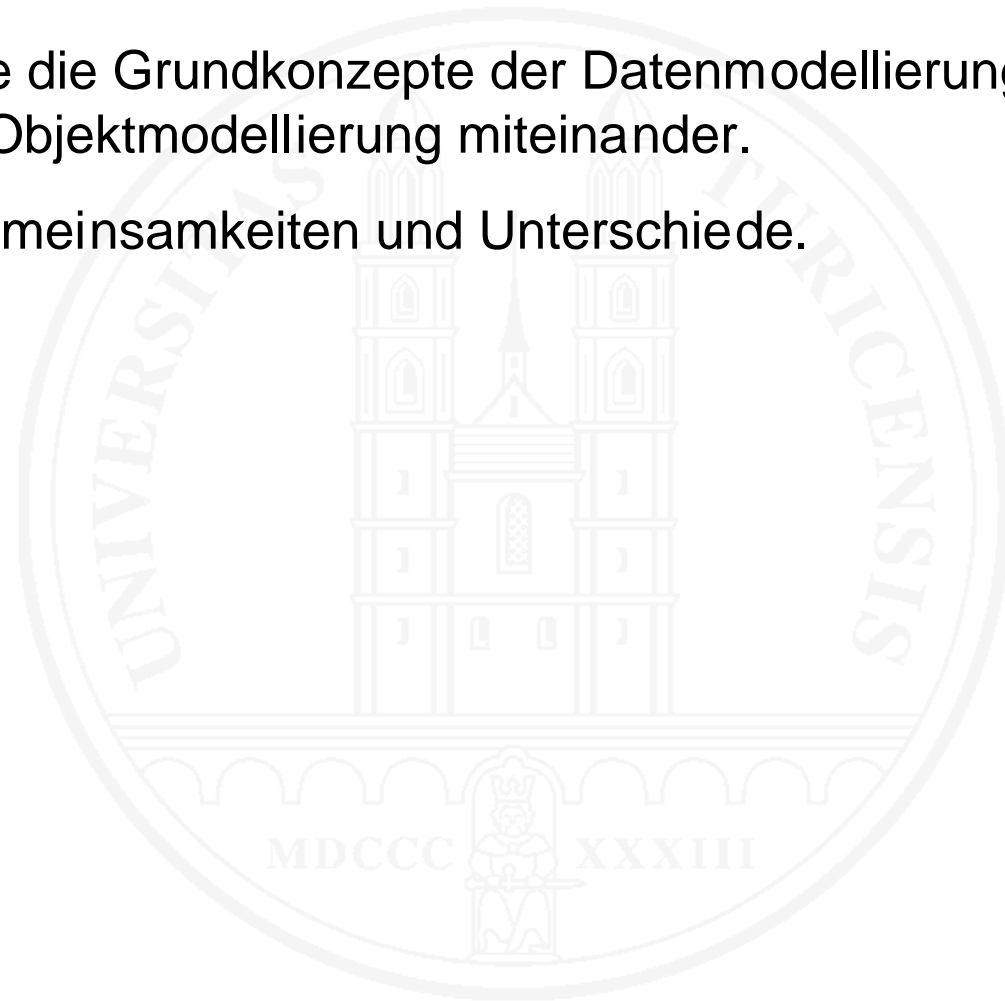 e die Grundkonzepte der Datenmodellierung
Objektmodellierung miteinander.
meinsamkeiten und Unterschiede.
UNIVERSITAS TURICENSIS
MDCCC XXXIII